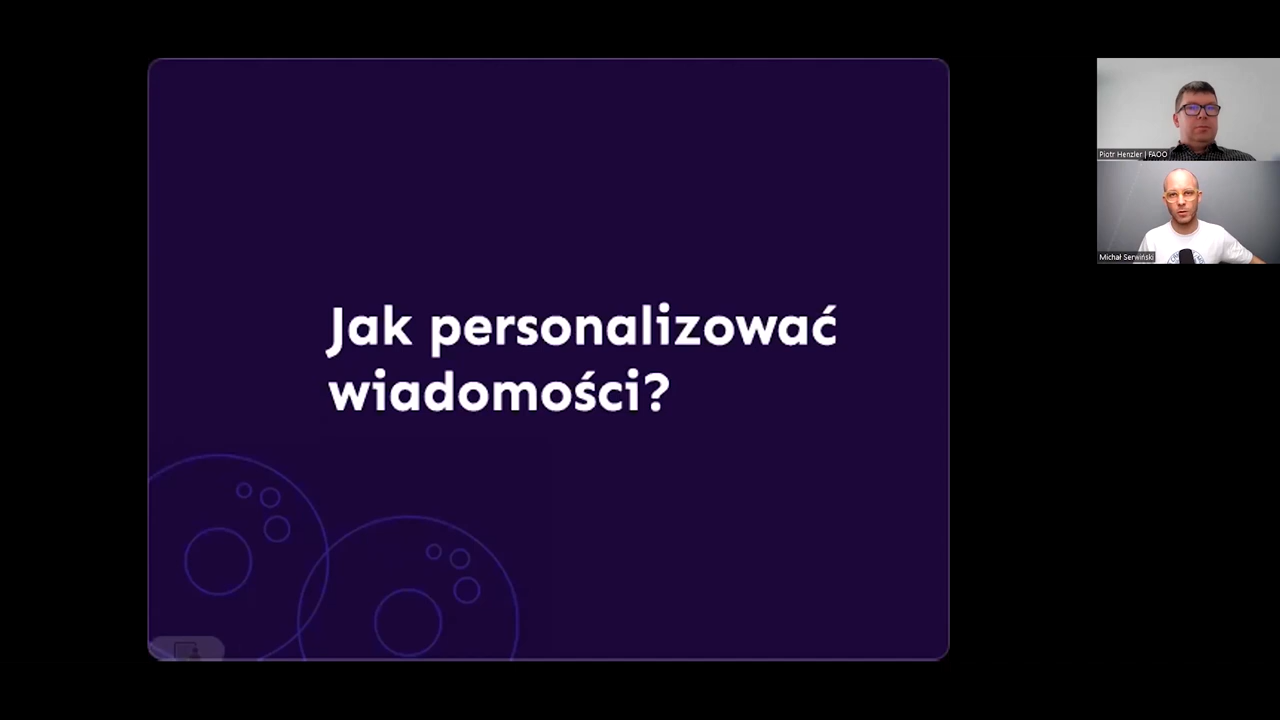 Jak personalizować
wiadomości?
Piotr Henzler | FAOO
Michał Serwiński